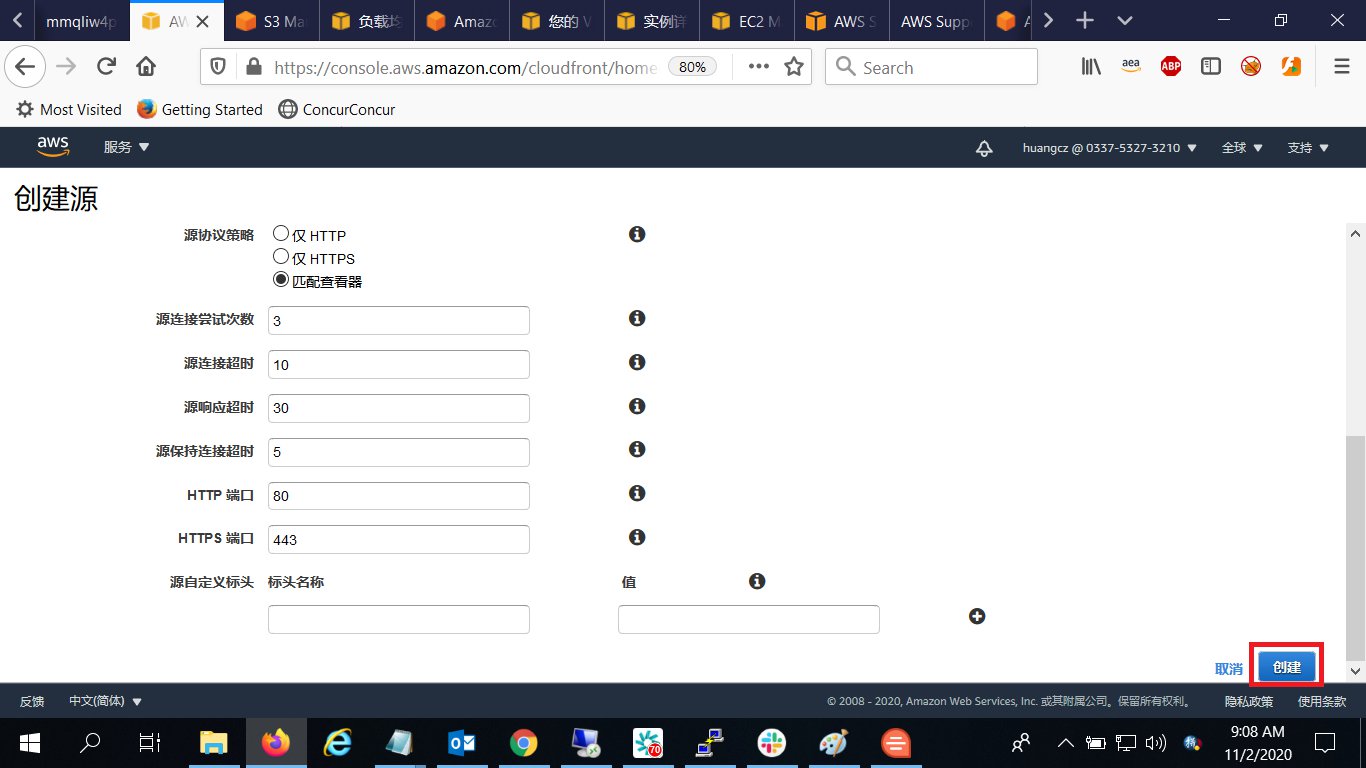 mmqliw4p
AW
S3 Ma
负载均
Amazo
您的 V
实例详
EC2 M
AWS S
AWS Supp
https://console.aws.amazon.com/cloudfront/home
80%
Search
aea
ABP
Most Visited
Getting Started
ConcurConcur
aws
服务
huangcz @ 0337-5327-3210
全球
支持
创建源
源协议策略
仅 HTTP
仅 HTTPS
匹配查看器
源连接尝试次数
3
源连接超时
10
源响应超时
30
源保持连接超时
5
HTTP 端口
80
HTTPS 端口
443
源自定义标头
标头名称
值
取消
创建
反馈
中文(简体)
© 2008 - 2020, Amazon Web Services, Inc. 或其附属公司。保留所有权利。
隐私政策
使用条款
70
9:08 AM
11/2/2020